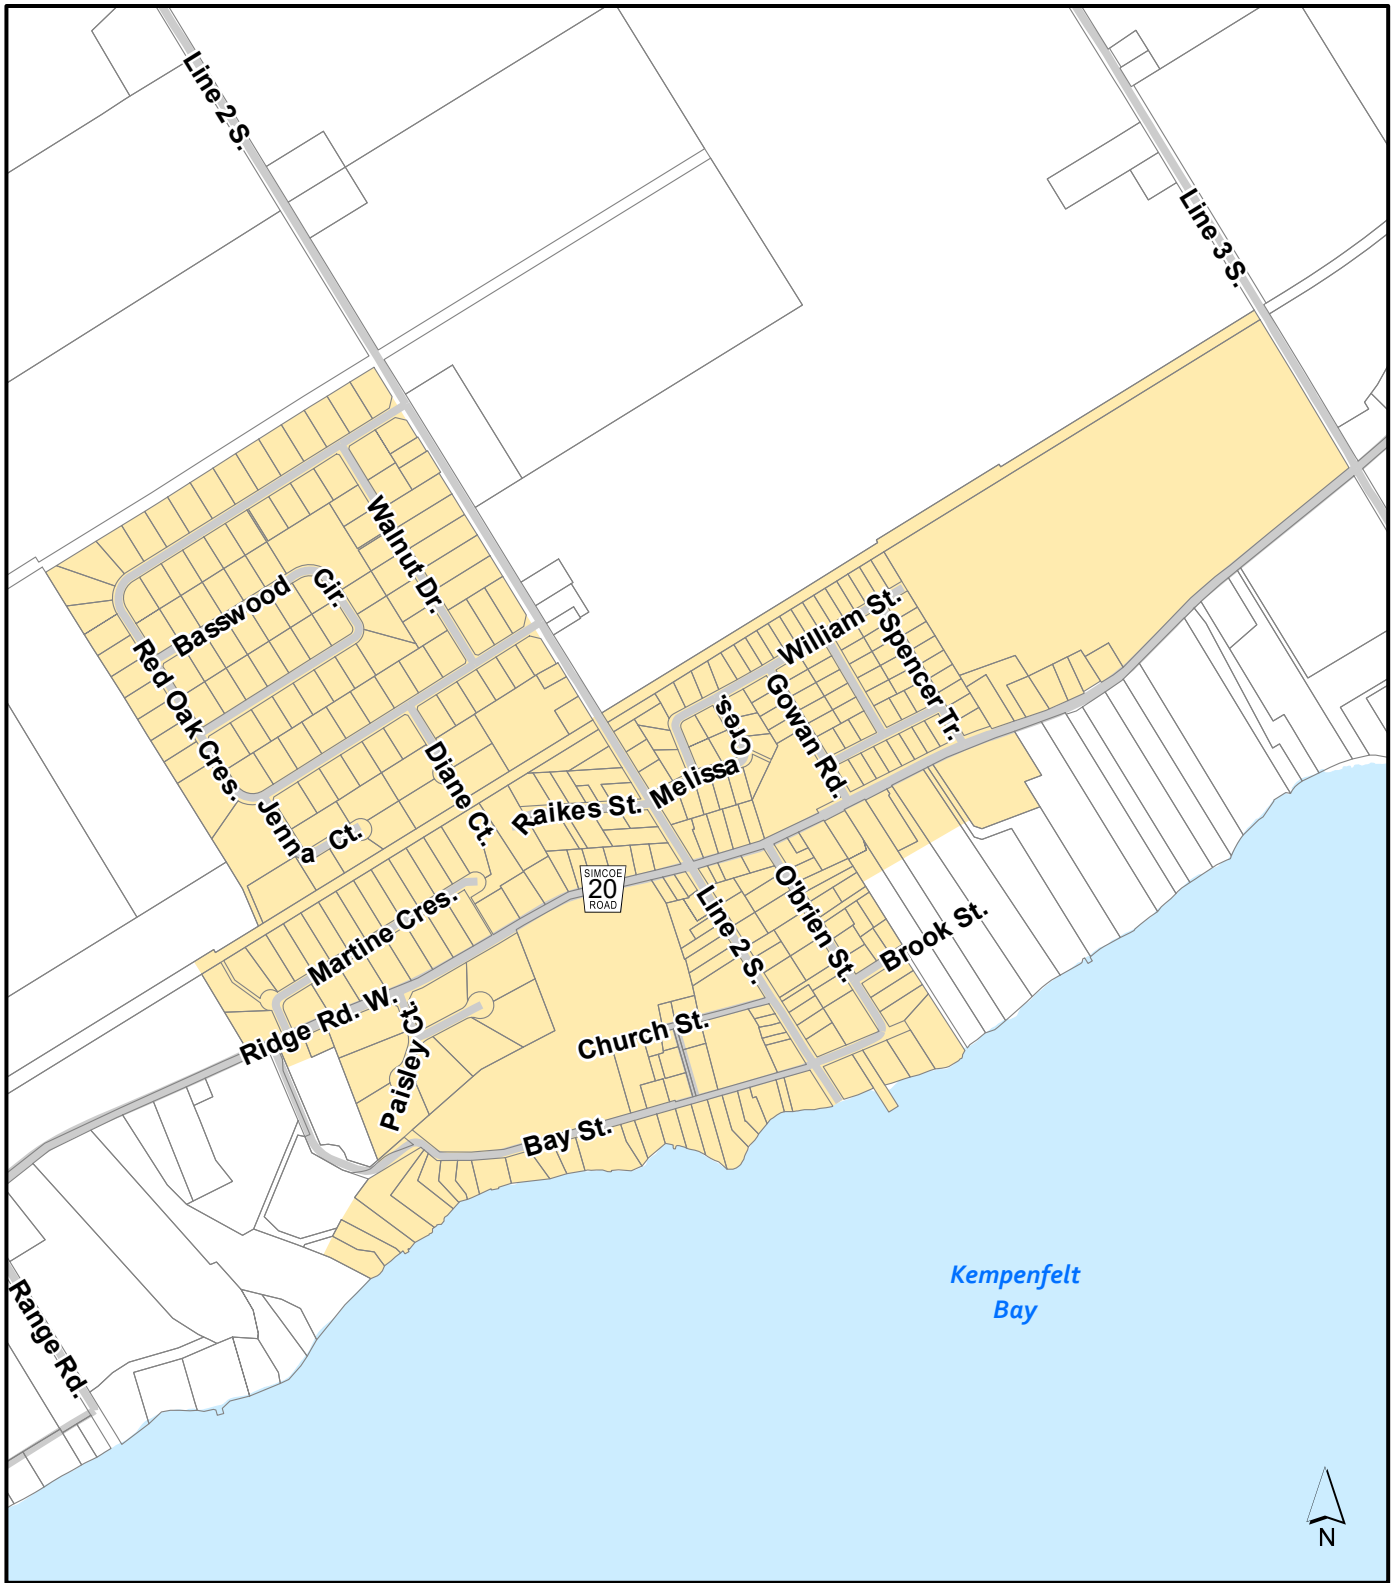 Line 2 S.
Line 3 S.
Walnut Dr.
Basswood Cir.
Red Oak Cres.
William St.
Spencer Tr.
Gowan Rd.
Melissa Cres.
Diane Ct.
Raikes St.
Jenna Ct.
SIMCOE
20
ROAD
Martine Cres.
Line 2 S.
O'brien St.
Brook St.
Ridge Rd. W.
Paisley Ct.
Church St.
Bay St.
Kempenfelt
Bay
Range Rd.
N